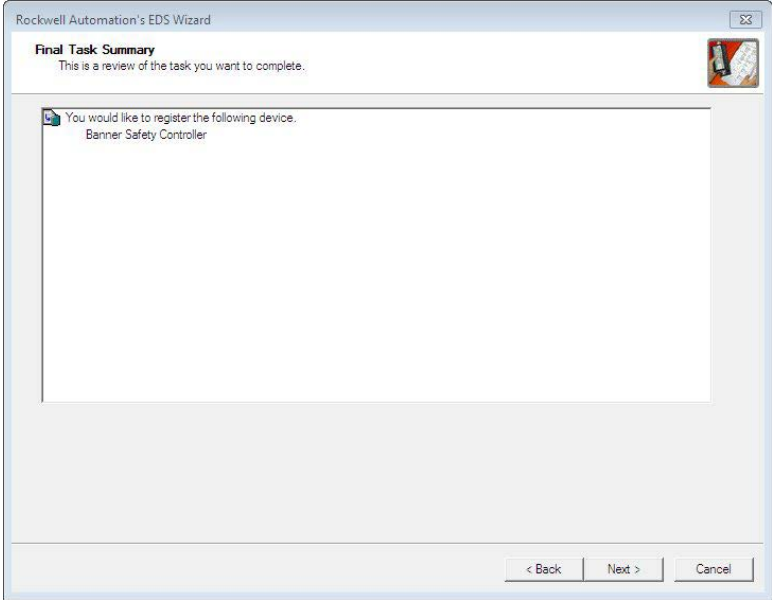 Rockwell Automation's EDS Wizard
Final Task Summary
This is a review of the task you want to complete.
You would like to register the following device.
Banner Safety Controller
< Back
Next >
Cancel